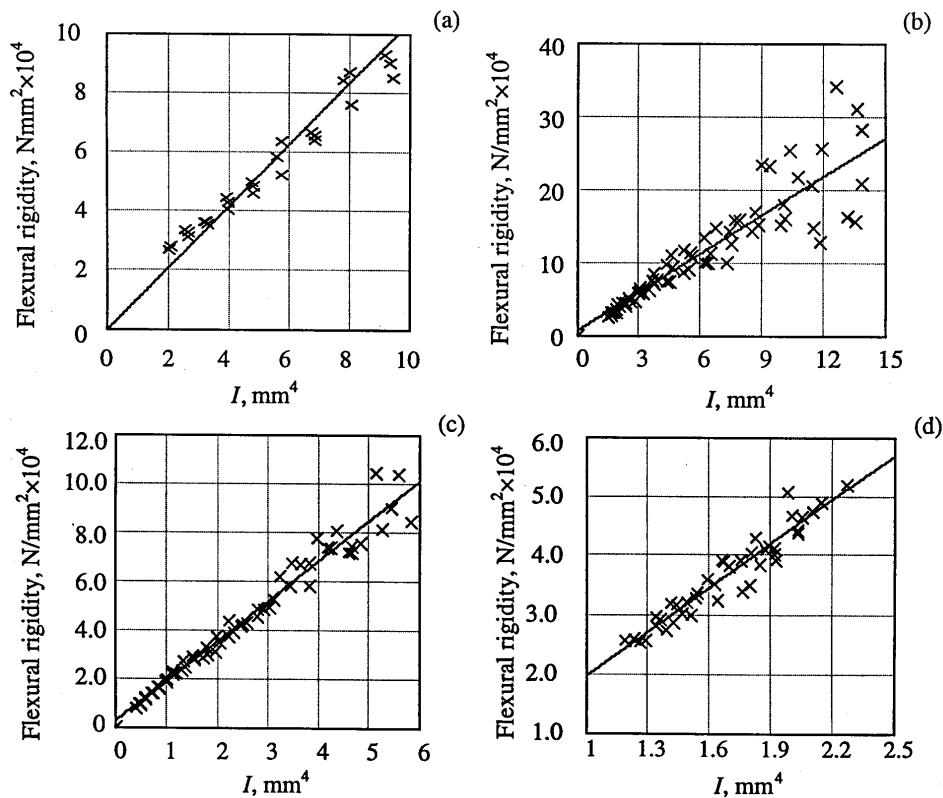 (a)
Flexural rigidity, Nmm²×10⁴
10
8
6
4
2
0
0 2 4 6 8 10
I, mm⁴
(b)
Flexural rigidity, N/mm²×10⁴
40
30
20
10
0
0 3 6 9 12 15
I, mm⁴
(c)
Flexural rigidity, N/mm²×10⁴
12.0
10.0
8.0
6.0
4.0
2.0
0.0
0 1 2 3 4 5 6
I, mm⁴
(d)
Flexural rigidity, N/mm²×10⁴
6.0
5.0
4.0
3.0
2.0
1.0
1 1.3 1.6 1.9 2.2 2.5
I, mm⁴